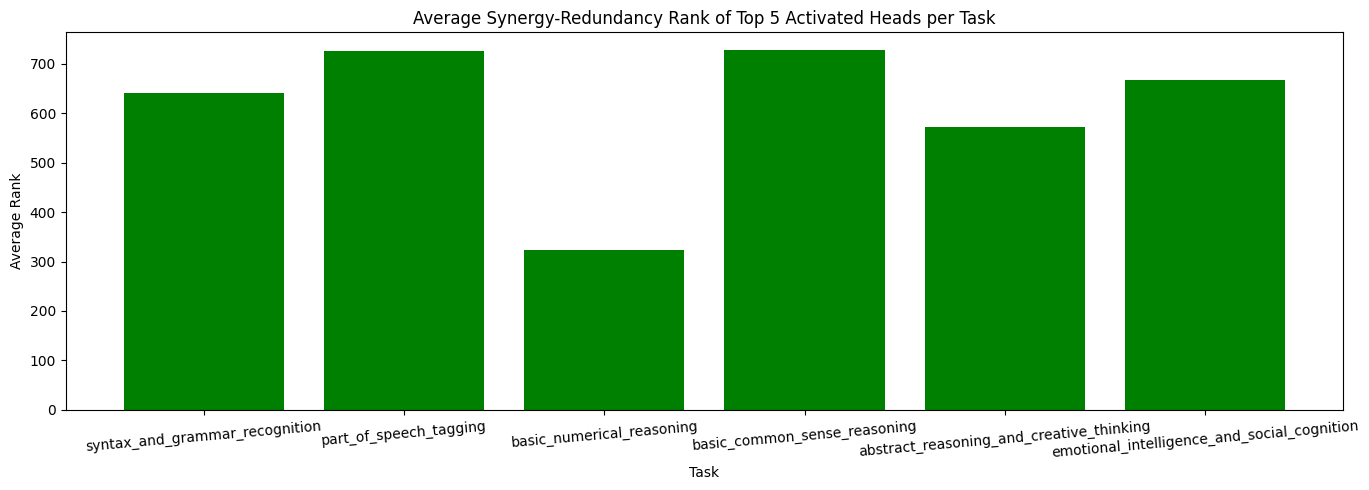 Average Synergy-Redundancy Rank of Top 5 Activated Heads per Task
Average Rank
700
600
500
400
300
200
100
0
syntax_and_grammar_recognition
part_of_speech_tagging
basic_numerical_reasoning
basic_common_sense_reasoning
abstract_reasoning_and_creative_thinking
emotional_intelligence_and_social_cognition
Task